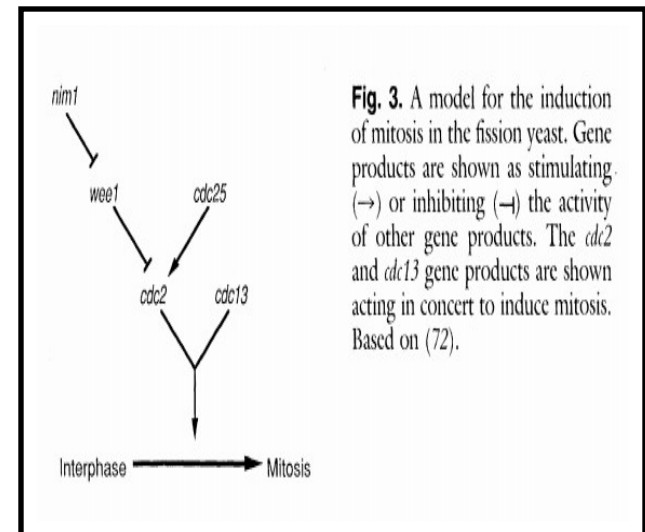 nim1
wee1
cdc25
cdc2
cdc13
Interphase
Mitosis
Fig. 3. A model for the induction
of mitosis in the fission yeast. Gene
products are shown as stimulating
(→) or inhibiting (⊣) the activity
of other gene products. The cdc2
and cdc13 gene products are shown
acting in concert to induce mitosis.
Based on (72).